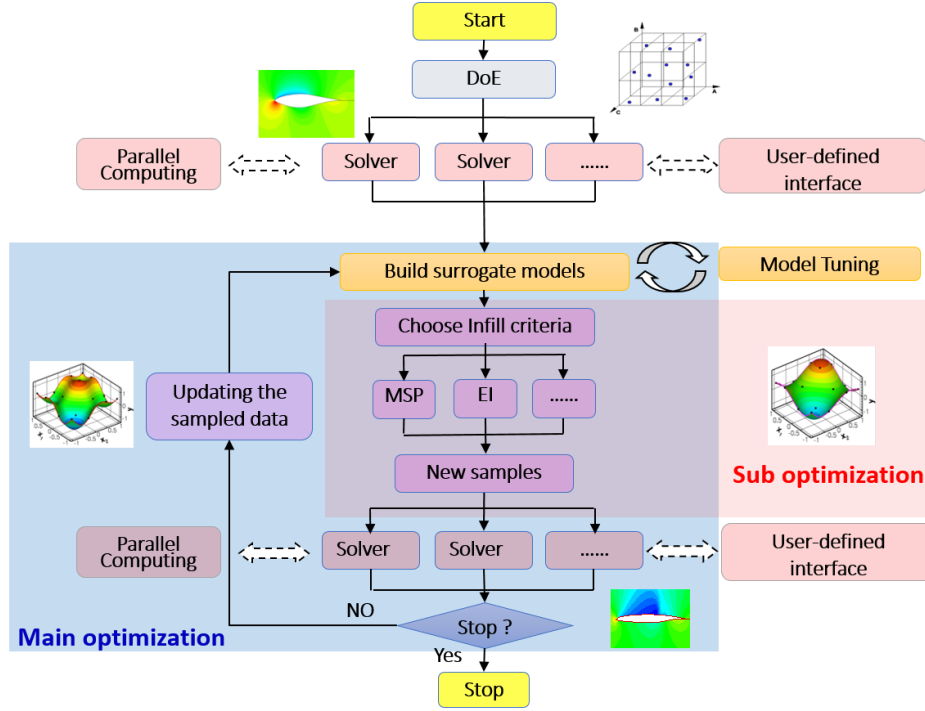 Start
DoE
B
A
C
Parallel
Computing
Solver
Solver
......
User-defined
interface
Build surrogate models
Model Tuning
Choose Infill criteria
MSP
EI
......
Updating the
sampled data
New samples
Sub optimization
Parallel
Computing
Solver
Solver
......
User-defined
interface
NO
Stop ?
Main optimization
Yes
Stop